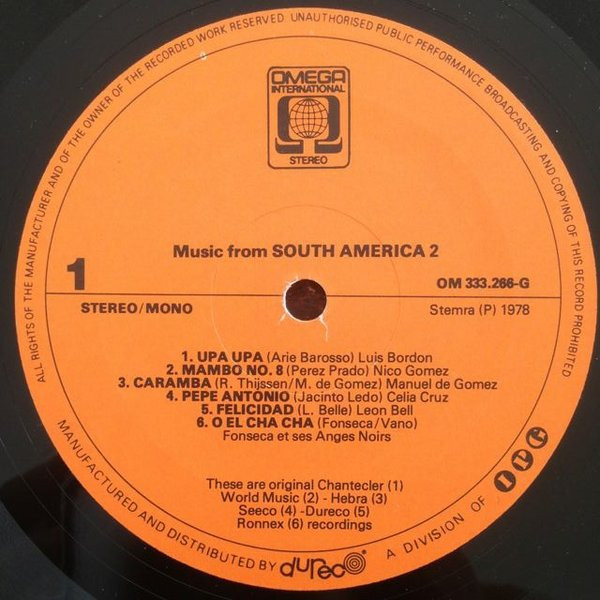 ALL RIGHTS OF THE MANUFACTURER AND OF THE OWNER OF THE RECORDED WORK RESERVED UNAUTHORISED PUBLIC PERFORMANCE BROADCASTING AND COPYING OF THIS RECORD PROHIBITED
OMEGA
INTERNATIONAL
STEREO
Music from SOUTH AMERICA 2
1
OM 333.266-G
STEREO/MONO
Stemra (P) 1978
1. UPA UPA (Arie Barosso) Luis Bordon
2. MAMBO NO. 8 (Perez Prado) Nico Gomez
3. CARAMBA (R. Thijssen/M. de Gomez) Manuel de Gomez
4. PEPE ANTONIO (Jacinto Ledo) Celia Cruz
5. FELICIDAD (L. Belle) Leon Bell
6. O EL CHA CHA (Fonseca/Vano)
Fonseca et ses Anges Noirs
These are original Chantecler (1)
World Music (2) - Hebra (3)
Seeco (4) -Dureco (5)
Ronnex (6) recordings
MANUFACTURED AND DISTRIBUTED BY dureco A DIVISION OF IPG